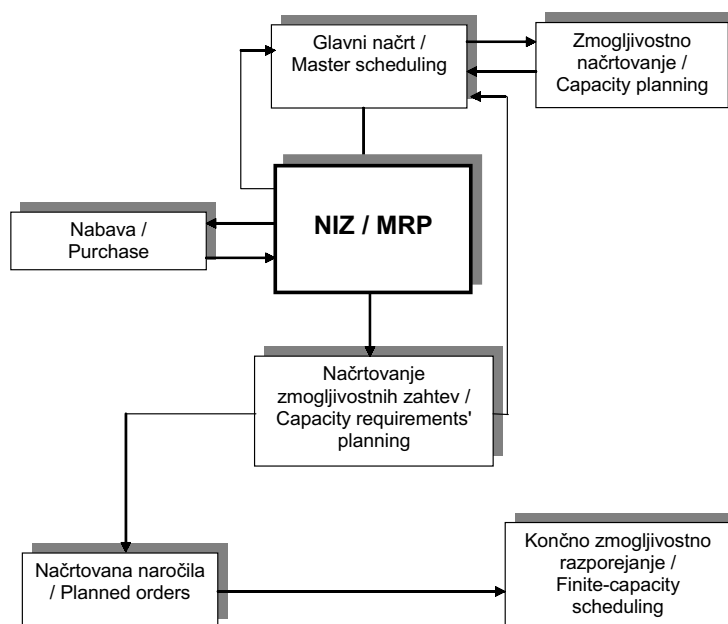 Glavni načrt /
Master scheduling
Zmogljivostno
načrtovanje /
Capacity planning
NIZ / MRP
Nabava /
Purchase
Načrtovanje
zmogljivostnih zahtev /
Capacity requirements'
planning
Načrtovana naročila
/ Planned orders
Končno zmogljivostno
razporejanje /
Finite-capacity
scheduling